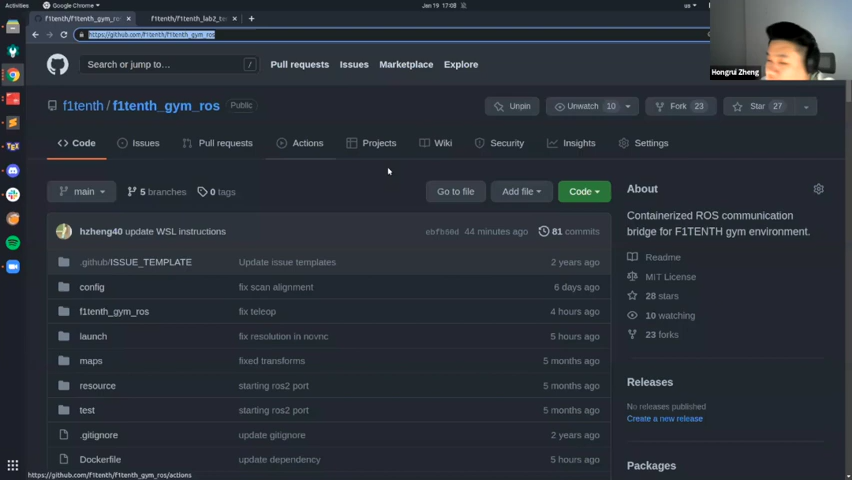 Activities
Google Chrome
Jan 19 17:08
us
f1tenth/f1tenth_gym_ro
f1tenth/f1tenth_lab2_te
https://github.com/f1tenth/f1tenth_gym_ros
Search or jump to...
/
Pull requests
Issues
Marketplace
Explore
Hongrui Zheng
f1tenth / f1tenth_gym_ros
Public
Unpin
Unwatch 10
Fork 23
Star 27
Code
Issues
Pull requests
Actions
Projects
Wiki
Security
Insights
Settings
main
5 branches
0 tags
Go to file
Add file
Code
hzheng40 update WSL instructions
ebfb50d 44 minutes ago
81 commits
.github/ISSUE_TEMPLATE
Update issue templates
2 years ago
config
fix scan alignment
6 days ago
f1tenth_gym_ros
fix teleop
4 hours ago
launch
fix resolution in novnc
5 hours ago
maps
fixed transforms
5 months ago
resource
starting ros2 port
5 months ago
test
starting ros2 port
5 months ago
.gitignore
update gitignore
2 years ago
Dockerfile
update dependency
5 hours ago
About
Containerized ROS communication
bridge for F1TENTH gym environment.
Readme
MIT License
28 stars
10 watching
23 forks
Releases
No releases published
Create a new release
Packages
https://github.com/f1tenth/f1tenth_gym_ros/actions